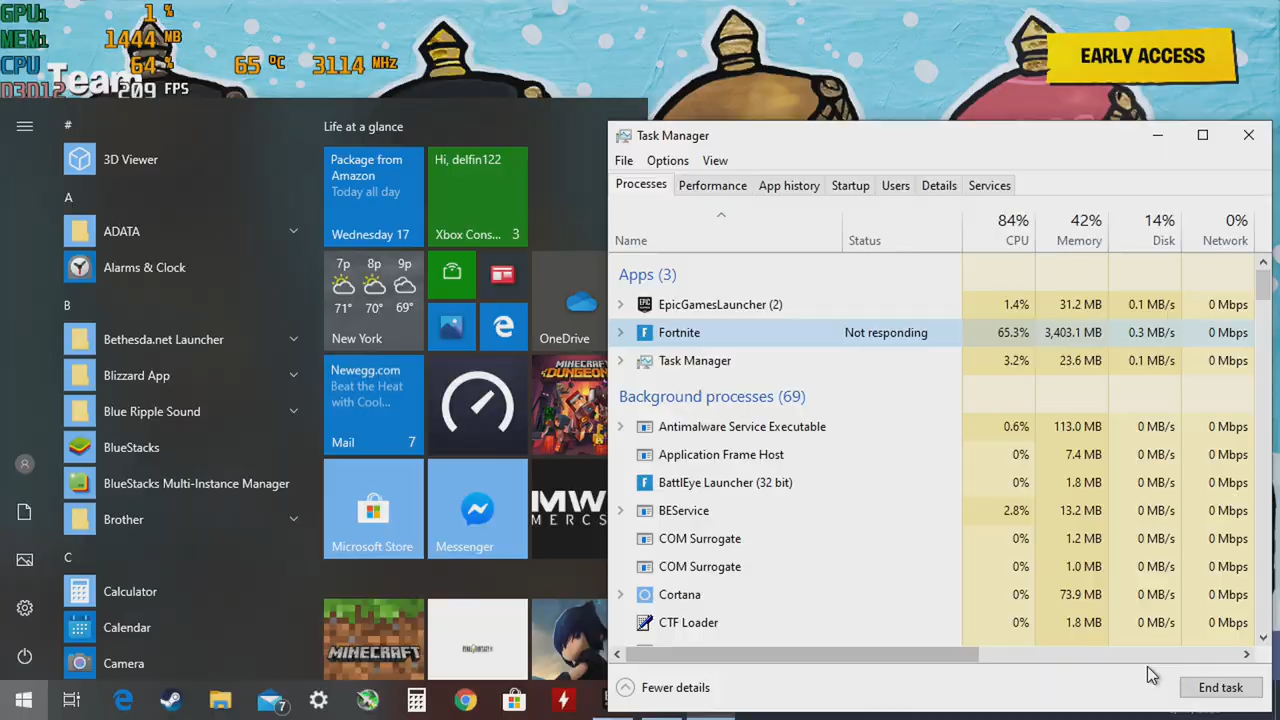 GPU1 1 %
MEM1 1444 MB
CPU 64 % 65 °C 3114 MHz
D3D12 209 FPS
Team
EARLY ACCESS
#
3D Viewer
A
ADATA
Alarms & Clock
B
Bethesda.net Launcher
Blizzard App
Blue Ripple Sound
BlueStacks
BlueStacks Multi-Instance Manager
Brother
C
Calculator
Calendar
Camera
Life at a glance
Package from
Amazon
Today all day
Wednesday 17
Hi, delfin122
Xbox Cons... 3
7p 8p 9p
71° 70° 69°
New York
OneDrive
Newegg.com
Beat the Heat
with Cool...
Mail 7
MINECRAFT
DUNGEONS
Microsoft Store
Messenger
MW
MERCS
MINECRAFT
7
Task Manager
File Options View
Processes Performance App history Startup Users Details Services
84% 42% 14% 0%
Name Status CPU Memory Disk Network
Apps (3)
EpicGamesLauncher (2) 1.4% 31.2 MB 0.1 MB/s 0 Mbps
Fortnite Not responding 65.3% 3,403.1 MB 0.3 MB/s 0 Mbps
Task Manager 3.2% 23.6 MB 0.1 MB/s 0 Mbps
Background processes (69)
Antimalware Service Executable 0.6% 113.0 MB 0 MB/s 0 Mbps
Application Frame Host 0% 7.4 MB 0 MB/s 0 Mbps
BattlEye Launcher (32 bit) 0% 1.8 MB 0 MB/s 0 Mbps
BEService 2.8% 13.2 MB 0 MB/s 0 Mbps
COM Surrogate 0% 1.2 MB 0 MB/s 0 Mbps
COM Surrogate 0% 1.0 MB 0 MB/s 0 Mbps
Cortana 0% 73.9 MB 0 MB/s 0 Mbps
CTF Loader 0% 1.8 MB 0 MB/s 0 Mbps
Fewer details
End task